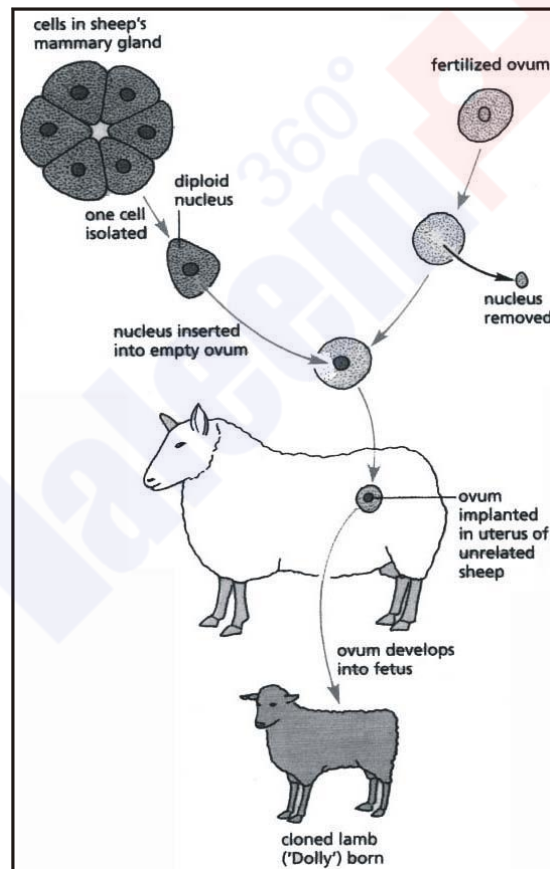 cells in sheep's
mammary gland
fertilized ovum
diploid
nucleus
one cell
isolated
nucleus
removed
nucleus inserted
into empty ovum
ovum
implanted
in uterus of
unrelated
sheep
ovum develops
into fetus
cloned lamb
('Dolly') born
360°